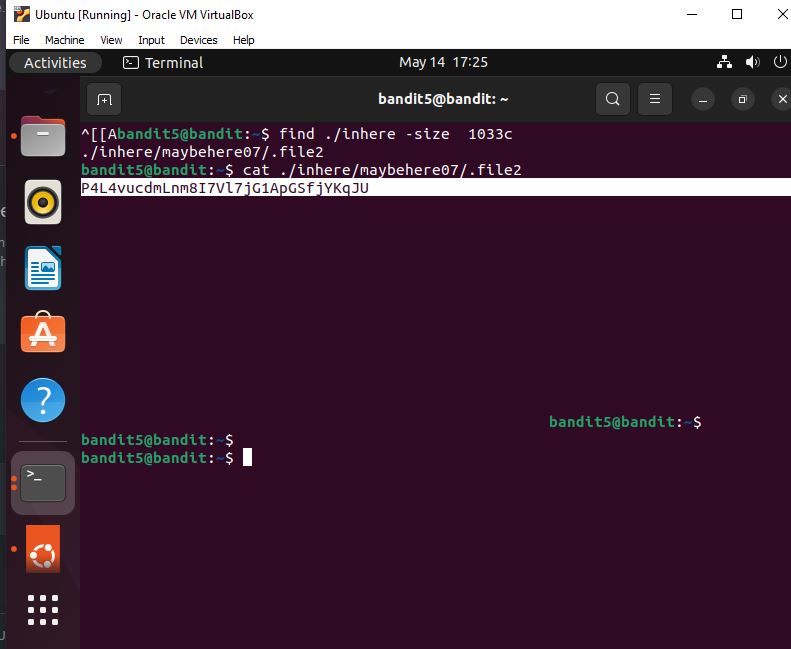 Ubuntu [Running] - Oracle VM VirtualBox
File Machine View Input Devices Help
Activities Terminal May 14 17:25
bandit5@bandit: ~
^[[Abandit5@bandit:~$ find ./inhere -size  1033c
./inhere/maybehere07/.file2
bandit5@bandit:~$ cat ./inhere/maybehere07/.file2
P4L4vucdmLnm8I7Vl7jG1ApGSfjYKqJU
bandit5@bandit:~$
bandit5@bandit:~$
bandit5@bandit:~$